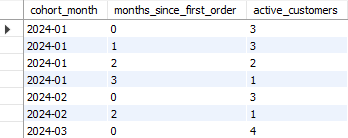 cohort_month months_since_first_order active_customers
2024-01 0 3
2024-01 1 3
2024-01 2 2
2024-01 3 1
2024-02 0 3
2024-02 2 1
2024-03 0 4